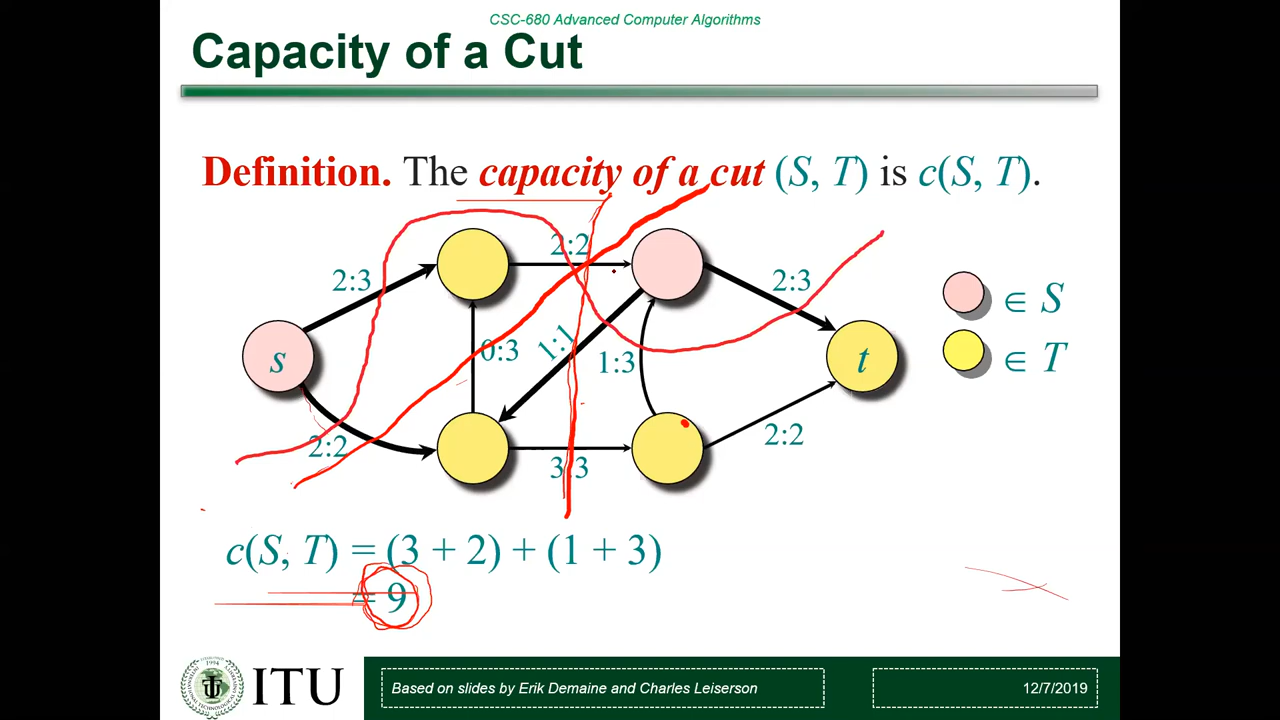 CSC-680 Advanced Computer Algorithms
Capacity of a Cut
Definition. The capacity of a cut (S, T) is c(S, T).
2:2
2:3
2:3
∈ S
0:3
1:1
1:3
s
t
∈ T
2:2
3:3
2:2
c(S, T) = (3 + 2) + (1 + 3)
= 9
1994
ITU
Based on slides by Erik Demaine and Charles Leiserson
12/7/2019